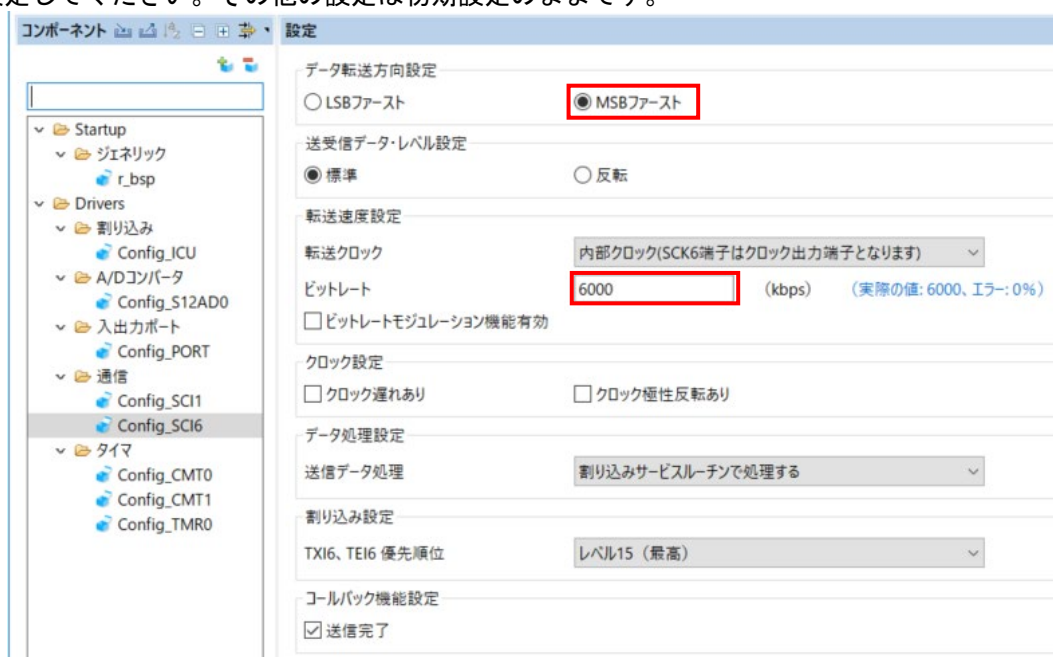 定してください。その他の設定は初期設定のままです。
コンポーネント
設定
データ転送方向設定
LSBファースト
MSBファースト
Startup
ジェネリック
r_bsp
Drivers
割り込み
Config_ICU
A/Dコンバータ
Config_S12AD0
入出力ポート
Config_PORT
通信
Config_SCI1
Config_SCI6
タイマ
Config_CMT0
Config_CMT1
Config_TMR0
送受信データ・レベル設定
標準
反転
転送速度設定
転送クロック
内部クロック(SCK6端子はクロック出力端子となります)
ビットレート
6000
(kbps)
(実際の値: 6000、エラー: 0%)
ビットレートモジュレーション機能有効
クロック設定
クロック遅れあり
クロック極性反転あり
データ処理設定
送信データ処理
割り込みサービスルーチンで処理する
割り込み設定
TXI6、TEI6 優先順位
レベル15（最高）
コールバック機能設定
送信完了